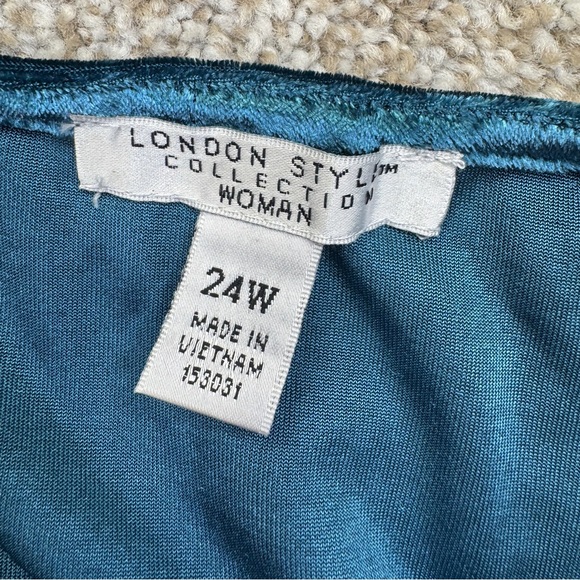 LONDON STYLE™
COLLECTION
WOMAN
24W
MADE IN
VIETNAM
153031